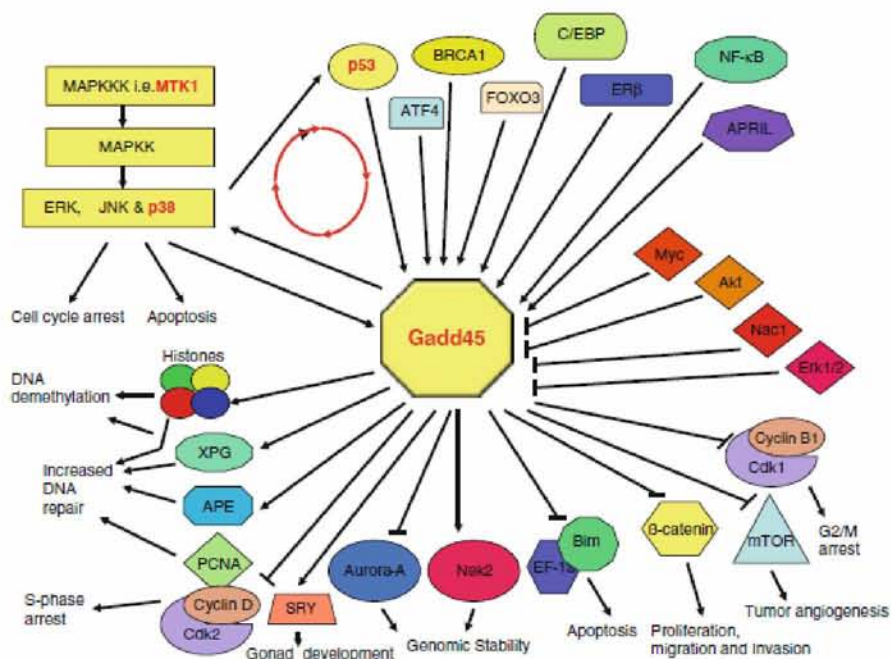 MAPKKK i.e.MTK1
MAPKK
ERK, JNK & p38
p53
BRCA1
C/EBP
NF-κB
ATF4
FOXO3
ERβ
APRIL
Myc
Akt
Nac1
Erk1/2
Cell cycle arrest
Apoptosis
Gadd45
Histones
DNA
demethylation
XPG
Increased
DNA
repair
APE
PCNA
S-phase
arrest
Cyclin D
Cdk2
SRY
Gonad development
Aurora-A
Nek2
Genomic Stability
EF-1α
Bim
Apoptosis
β-catenin
Proliferation,
migration and Invasion
Cyclin B1
Cdk1
G2/M
arrest
mTOR
Tumor angiogenesis